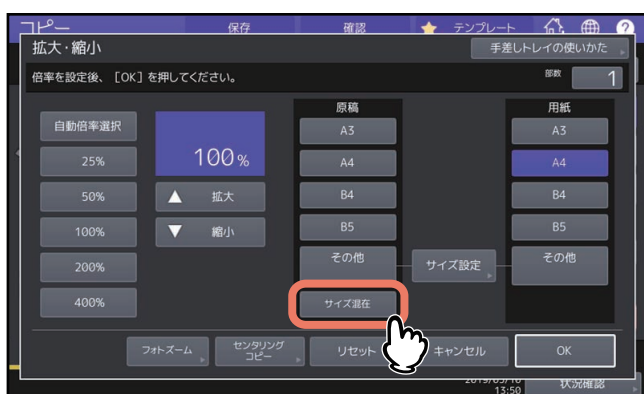 コピー 保存 確認 テンプレート
拡大・縮小 手差しトレイの使いかた
倍率を設定後、［OK］を押してください。 部数 1
原稿 用紙
自動倍率選択 A3 A3
25% 100% A4 A4
50% 拡大 B4 B4
100% 縮小 B5 B5
200% その他 サイズ設定 その他
400% サイズ混在
フォトズーム センタリング
コピー リセット キャンセル OK
状況確認
13:50